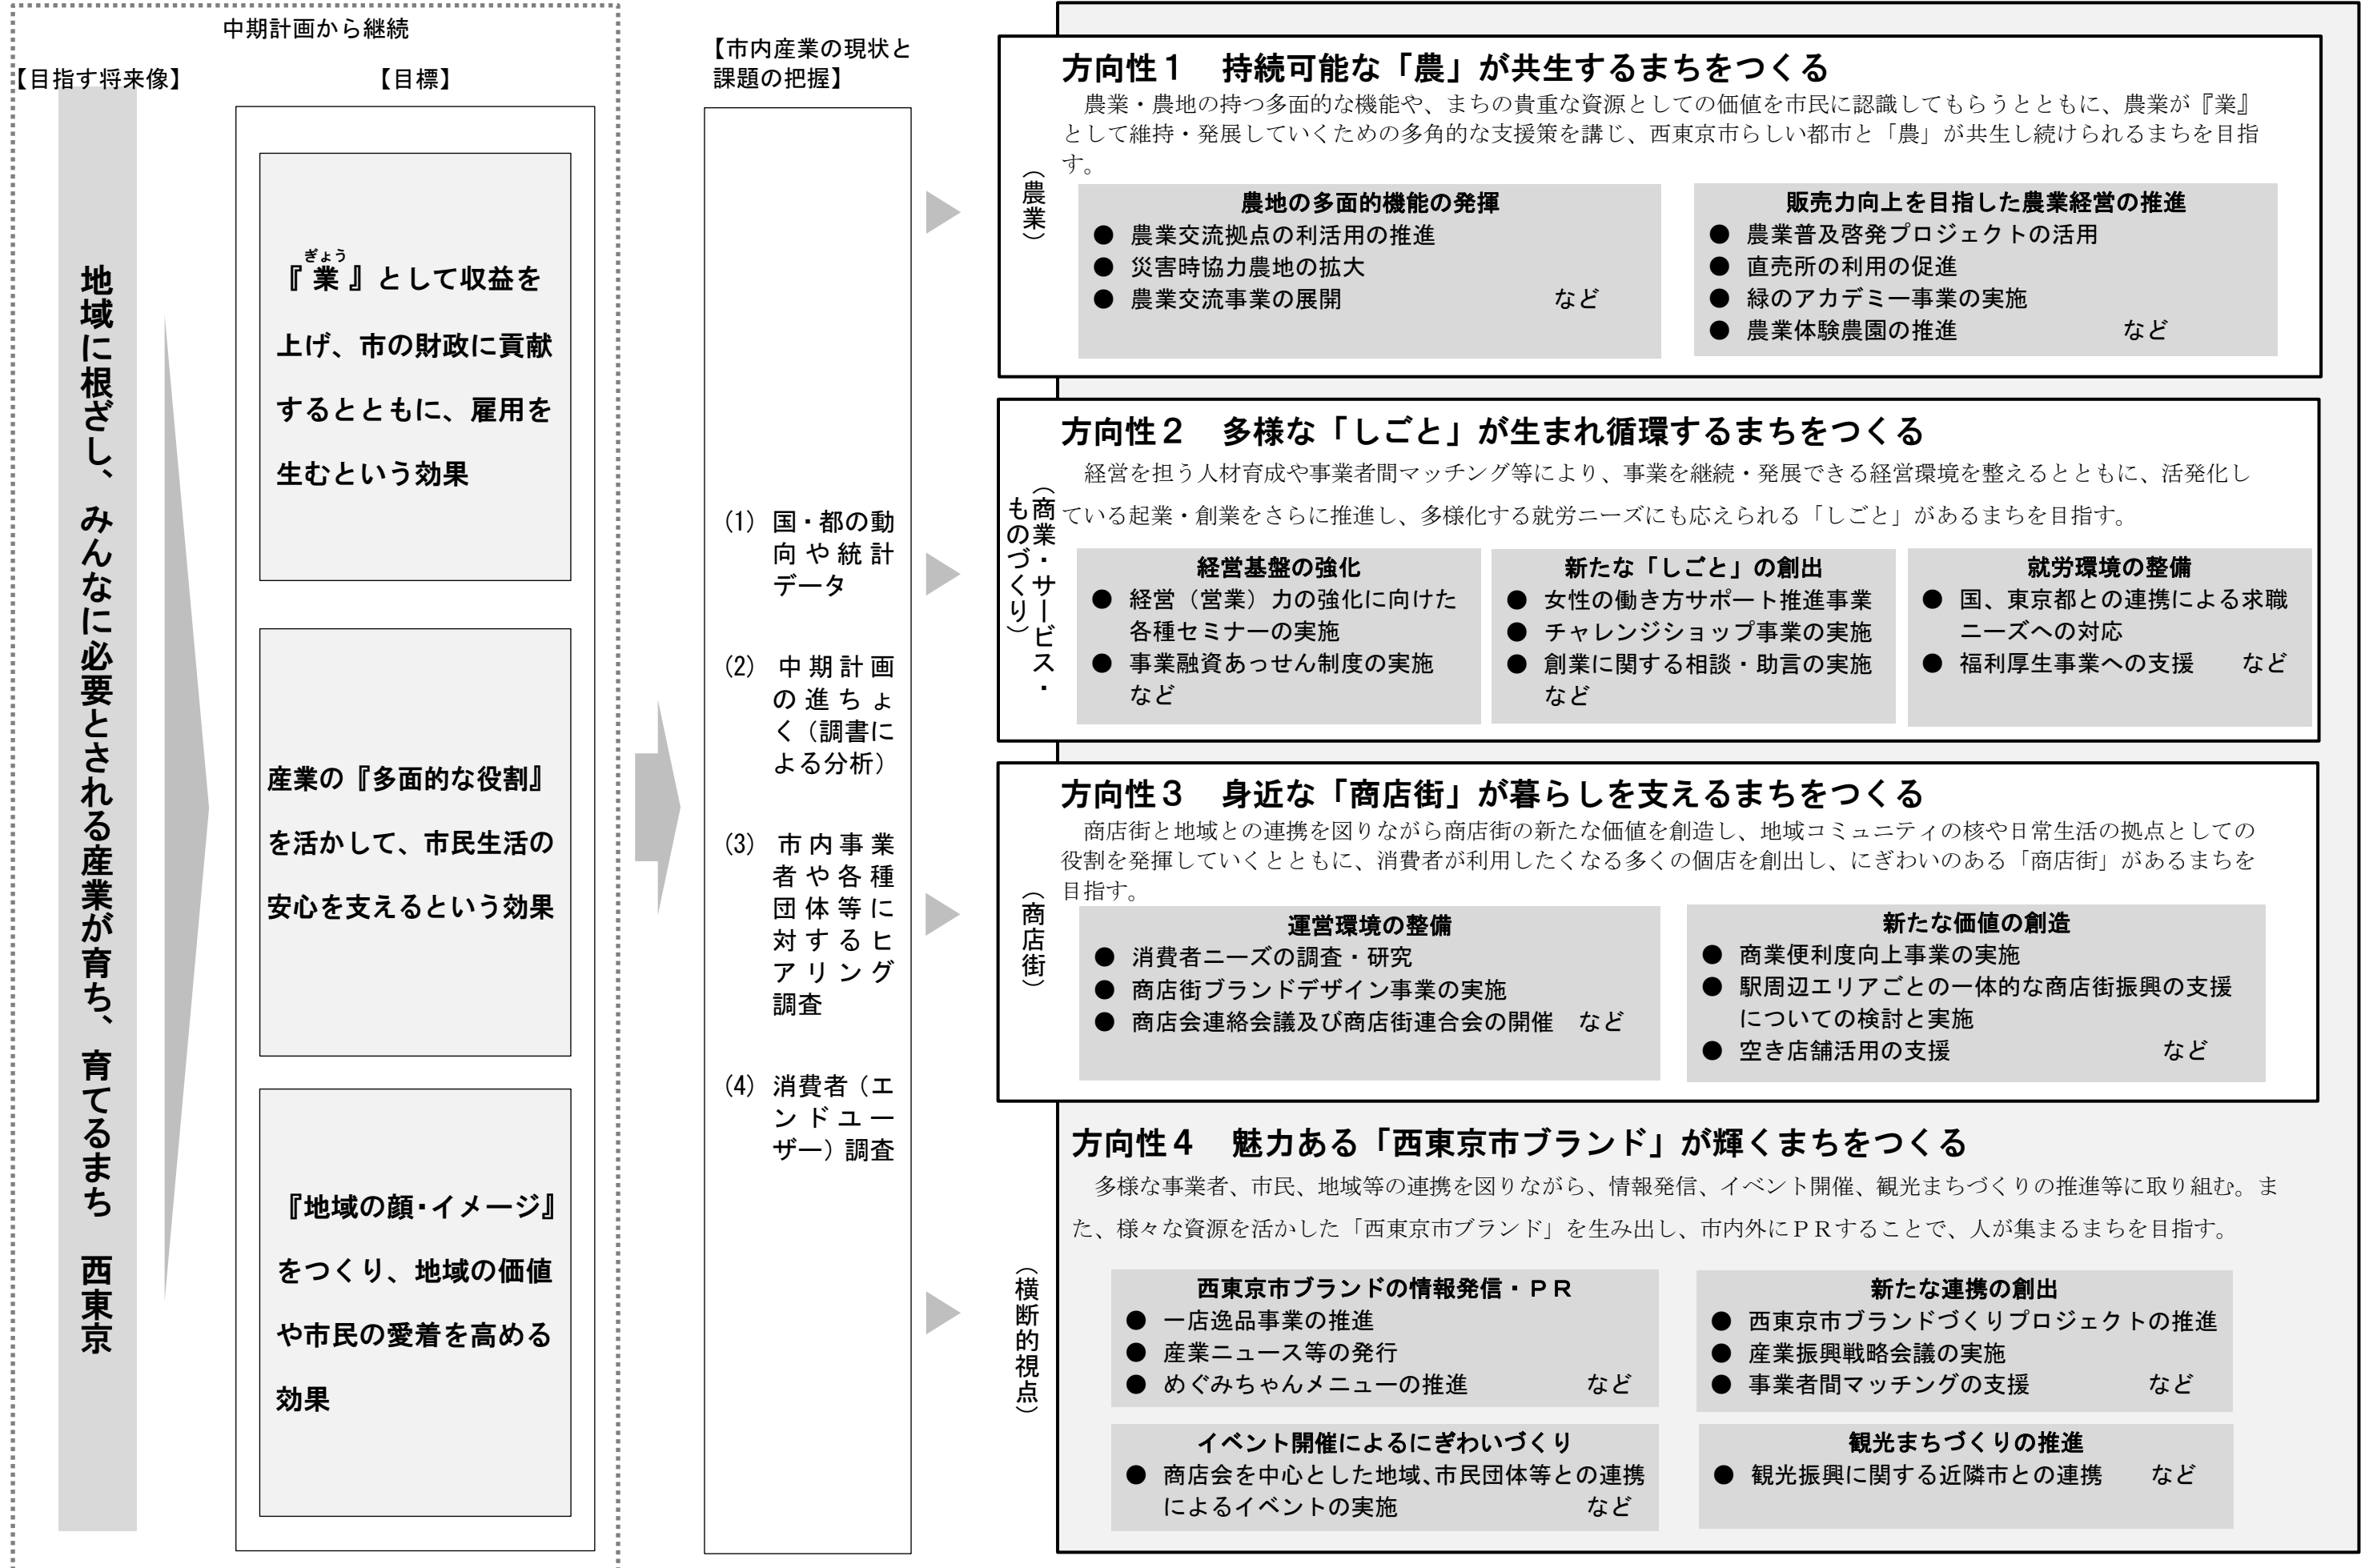 中期計画から継続
【目指す将来像】
【目標】
地域に根ざし、みんなに必要とされる産業が育ち、育てるまち　西東京
ぎょう
『業』として収益を
上げ、市の財政に貢献
するとともに、雇用を
生むという効果
産業の『多面的な役割』
を活かして、市民生活の
安心を支えるという効果
『地域の顔・イメージ』
をつくり、地域の価値
や市民の愛着を高める
効果
【市内産業の現状と
課題の把握】
(1) 国・都の動
向や統計
データ
(2) 中期計画
の進ちょ
く（調書に
よる分析）
(3) 市内事業
者や各種
団体等に
対するヒ
アリング
調査
(4) 消費者（エ
ンドユー
ザー）調査
方向性１　持続可能な「農」が共生するまちをつくる
農業・農地の持つ多面的な機能や、まちの貴重な資源としての価値を市民に認識してもらうとともに、農業が『業』
として維持・発展していくための多角的な支援策を講じ、西東京市らしい都市と「農」が共生し続けられるまちを目指
す。
（農業）
農地の多面的機能の発揮
● 農業交流拠点の利活用の推進
● 災害時協力農地の拡大
● 農業交流事業の展開　など
販売力向上を目指した農業経営の推進
● 農業普及啓発プロジェクトの活用
● 直売所の利用の促進
● 緑のアカデミー事業の実施
● 農業体験農園の推進　など
方向性２　多様な「しごと」が生まれ循環するまちをつくる
経営を担う人材育成や事業者間マッチング等により、事業を継続・発展できる経営環境を整えるとともに、活発化し
ている起業・創業をさらに推進し、多様化する就労ニーズにも応えられる「しごと」があるまちを目指す。
（商業・サービス・
ものづくり）
経営基盤の強化
● 経営（営業）力の強化に向けた
各種セミナーの実施
● 事業融資あっせん制度の実施
など
新たな「しごと」の創出
● 女性の働き方サポート推進事業
● チャレンジショップ事業の実施
● 創業に関する相談・助言の実施
など
就労環境の整備
● 国、東京都との連携による求職
ニーズへの対応
● 福利厚生事業への支援　など
方向性３　身近な「商店街」が暮らしを支えるまちをつくる
商店街と地域との連携を図りながら商店街の新たな価値を創造し、地域コミュニティの核や日常生活の拠点としての
役割を発揮していくとともに、消費者が利用したくなる多くの個店を創出し、にぎわいのある「商店街」があるまちを
目指す。
（商店街）
運営環境の整備
● 消費者ニーズの調査・研究
● 商店街ブランドデザイン事業の実施
● 商店会連絡会議及び商店街連合会の開催　など
新たな価値の創造
● 商業便利度向上事業の実施
● 駅周辺エリアごとの一体的な商店街振興の支援
についての検討と実施
● 空き店舗活用の支援　など
方向性４　魅力ある「西東京市ブランド」が輝くまちをつくる
多様な事業者、市民、地域等の連携を図りながら、情報発信、イベント開催、観光まちづくりの推進等に取り組む。ま
た、様々な資源を活かした「西東京市ブランド」を生み出し、市内外にＰＲすることで、人が集まるまちを目指す。
（横断的視点）
西東京市ブランドの情報発信・ＰＲ
● 一店逸品事業の推進
● 産業ニュース等の発行
● めぐみちゃんメニューの推進　など
新たな連携の創出
● 西東京市ブランドづくりプロジェクトの推進
● 産業振興戦略会議の実施
● 事業者間マッチングの支援　など
イベント開催によるにぎわいづくり
● 商店会を中心とした地域、市民団体等との連携
によるイベントの実施　など
観光まちづくりの推進
● 観光振興に関する近隣市との連携　など